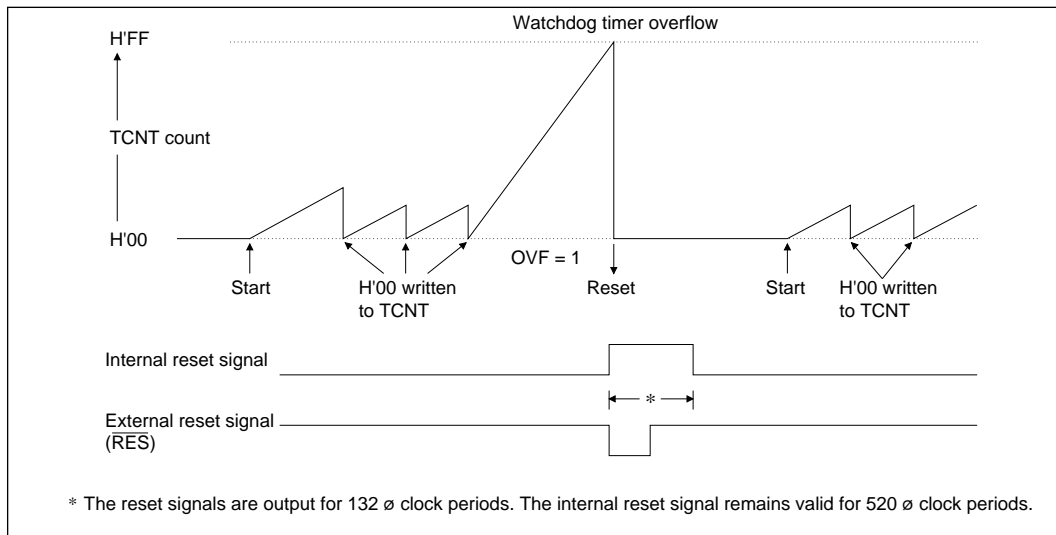 Watchdog timer overflow
H'FF
TCNT count
H'00
OVF = 1
Start
H'00 written
to TCNT
Reset
Start
H'00 written
to TCNT
Internal reset signal
*
External reset signal
(R̅E̅S̅)
* The reset signals are output for 132 ø clock periods. The internal reset signal remains valid for 520 ø clock periods.